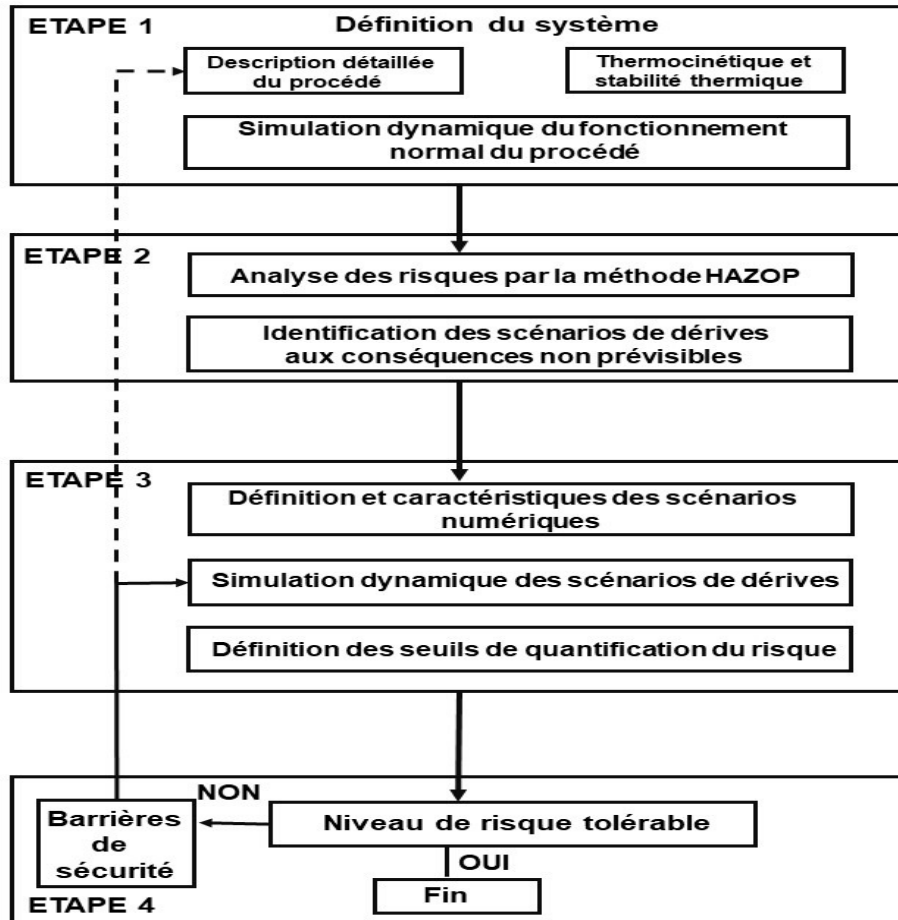 ETAPE 1
Définition du système
Description détaillée
du procédé
Thermocinétique et
stabilité thermique
Simulation dynamique du fonctionnement
normal du procédé
ETAPE 2
Analyse des risques par la méthode HAZOP
Identification des scénarios de dérives
aux conséquences non prévisibles
ETAPE 3
Définition et caractéristiques des scénarios
numériques
Simulation dynamique des scénarios de dérives
Définition des seuils de quantification du risque
NON
Barrières
de
sécurité
Niveau de risque tolérable
OUI
Fin
ETAPE 4